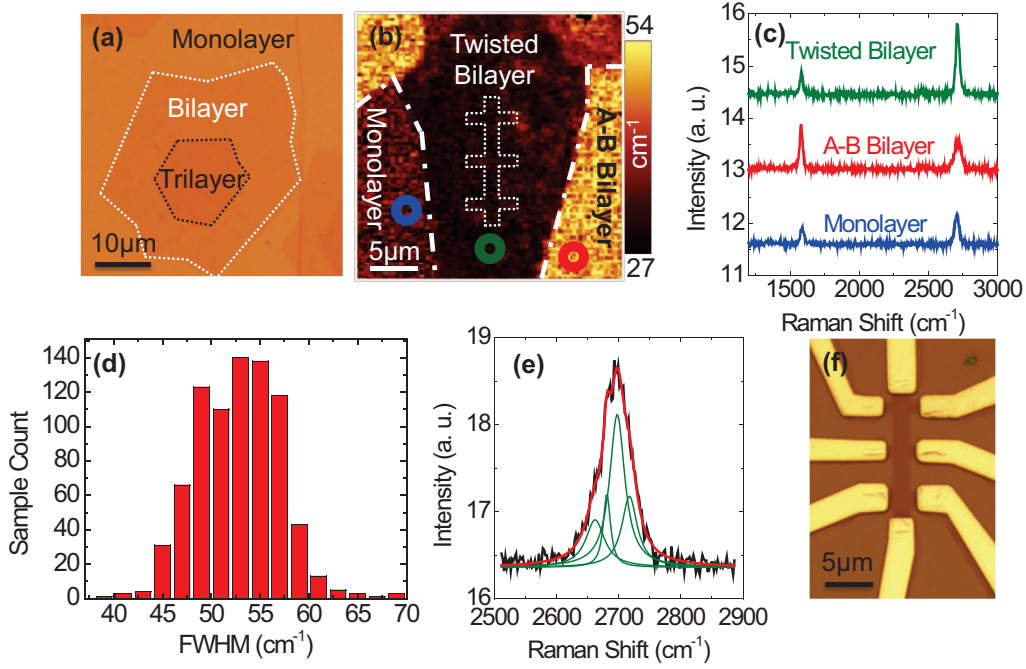 (a)
Monolayer
Bilayer
Trilayer
10μm
(b)
Twisted
Bilayer
Monolayer
A-B Bilayer
5μm
54
cm-1
27
(c)
16
15
14
13
12
11
Twisted Bilayer
A-B Bilayer
Monolayer
Intensity (a. u.)
1500 2000 2500 3000
Raman Shift (cm-1)
(d)
140
120
100
80
60
40
20
0
Sample Count
40 45 50 55 60 65 70
FWHM (cm-1)
(e)
19
18
17
16
Intensity (a. u.)
2500 2600 2700 2800 2900
Raman Shift (cm-1)
(f)
5μm